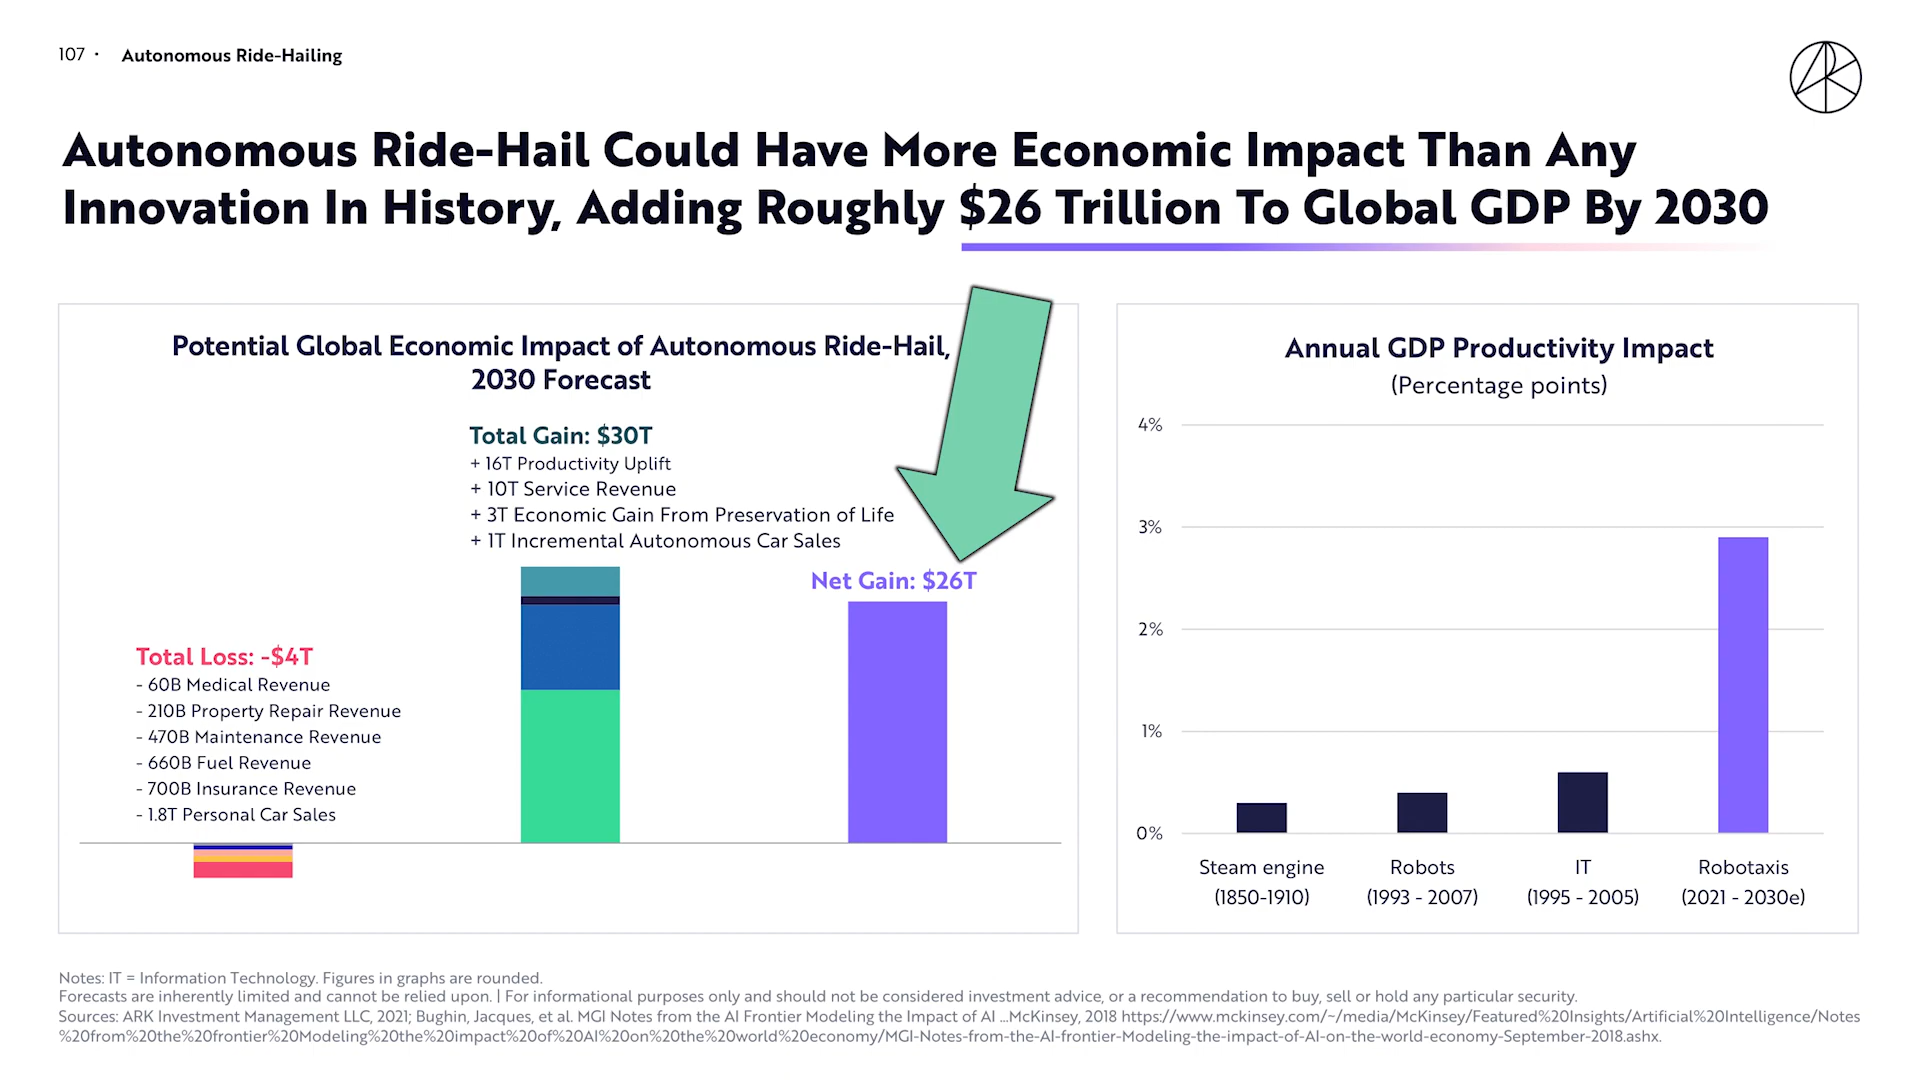 107 · Autonomous Ride-Hailing
Autonomous Ride-Hail Could Have More Economic Impact Than Any
Innovation In History, Adding Roughly $26 Trillion To Global GDP By 2030
Potential Global Economic Impact of Autonomous Ride-Hail,
2030 Forecast
Total Gain: $30T
+ 16T Productivity Uplift
+ 10T Service Revenue
+ 3T Economic Gain From Preservation of Life
+ 1T Incremental Autonomous Car Sales
Net Gain: $26T
Total Loss: -$4T
- 60B Medical Revenue
- 210B Property Repair Revenue
- 470B Maintenance Revenue
- 660B Fuel Revenue
- 700B Insurance Revenue
- 1.8T Personal Car Sales
Annual GDP Productivity Impact
(Percentage points)
4%
3%
2%
1%
0%
Steam engine
(1850-1910)
Robots
(1993 - 2007)
IT
(1995 - 2005)
Robotaxis
(2021 - 2030e)
Notes: IT = Information Technology. Figures in graphs are rounded.
Forecasts are inherently limited and cannot be relied upon. | For informational purposes only and should not be considered investment advice, or a recommendation to buy, sell or hold any particular security.
Sources: ARK Investment Management LLC, 2021; Bughin, Jacques, et al. MGI Notes from the AI Frontier Modeling the Impact of AI ...McKinsey, 2018 https://www.mckinsey.com/~/media/McKinsey/Featured%20Insights/Artificial%20Intelligence/Notes
%20from%20the%20frontier%20Modeling%20the%20impact%20of%20AI%20on%20the%20world%20economy/MGI-Notes-from-the-AI-frontier-Modeling-the-impact-of-AI-on-the-world-economy-September-2018.ashx.